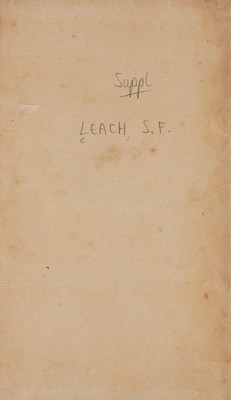 Suppl
LEACH, S.F.